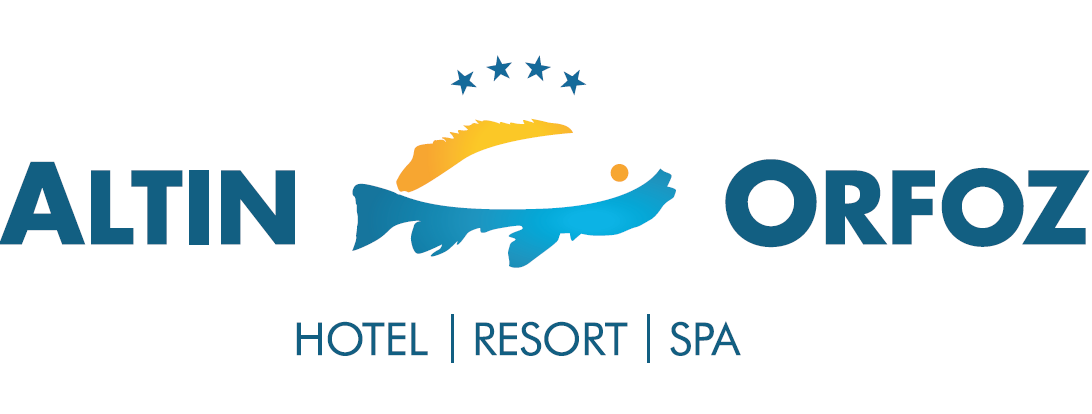 ALTIN ORFOZ
HOTEL | RESORT | SPA